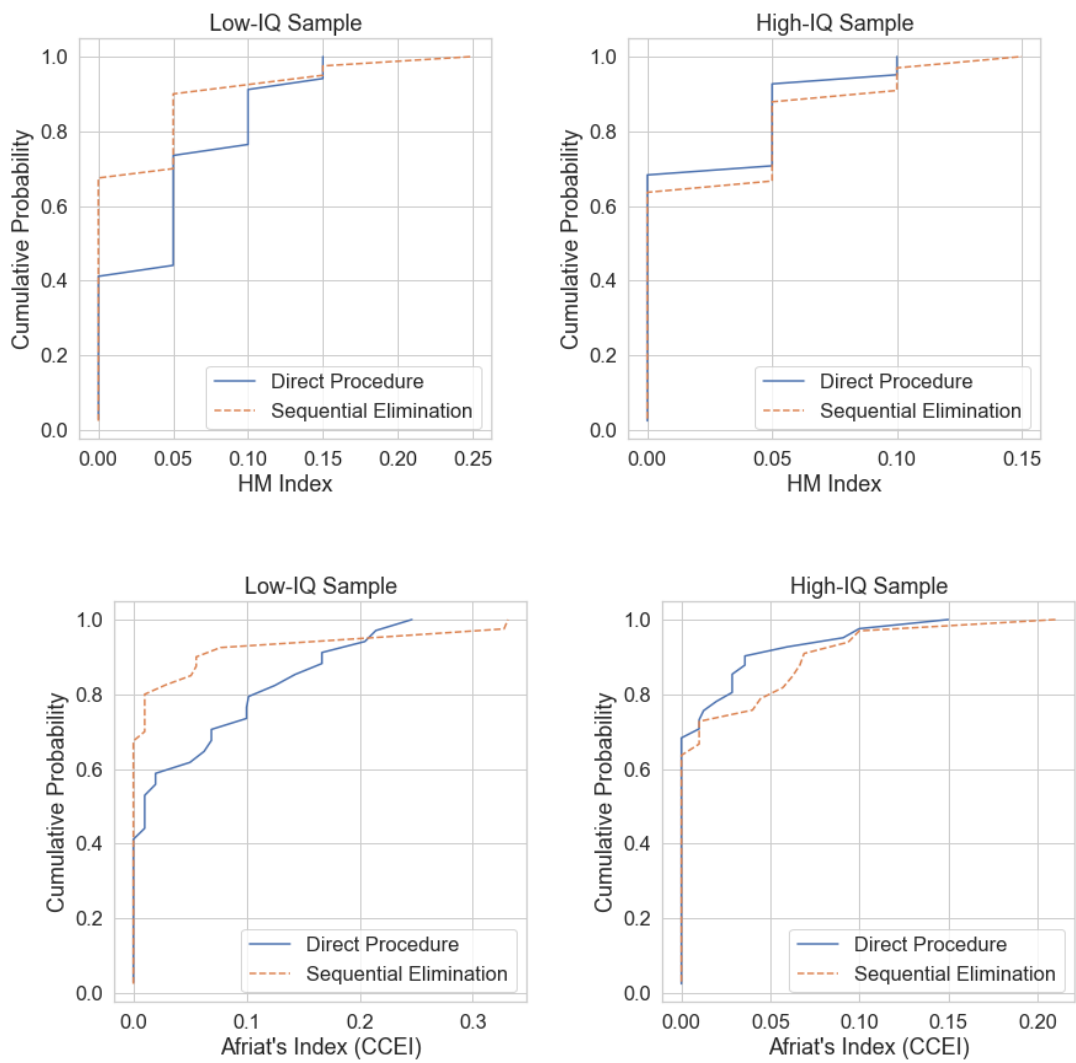 Low-IQ Sample
Cumulative Probability
1.0
0.8
0.6
0.4
0.2
0.0
Direct Procedure
Sequential Elimination
0.00 0.05 0.10 0.15 0.20 0.25
HM Index
High-IQ Sample
Cumulative Probability
1.0
0.8
0.6
0.4
0.2
0.0
Direct Procedure
Sequential Elimination
0.00 0.05 0.10 0.15
HM Index
Low-IQ Sample
Cumulative Probability
1.0
0.8
0.6
0.4
0.2
0.0
Direct Procedure
Sequential Elimination
0.0 0.1 0.2 0.3
Afriat's Index (CCEI)
High-IQ Sample
Cumulative Probability
1.0
0.8
0.6
0.4
0.2
0.0
Direct Procedure
Sequential Elimination
0.00 0.05 0.10 0.15 0.20
Afriat's Index (CCEI)